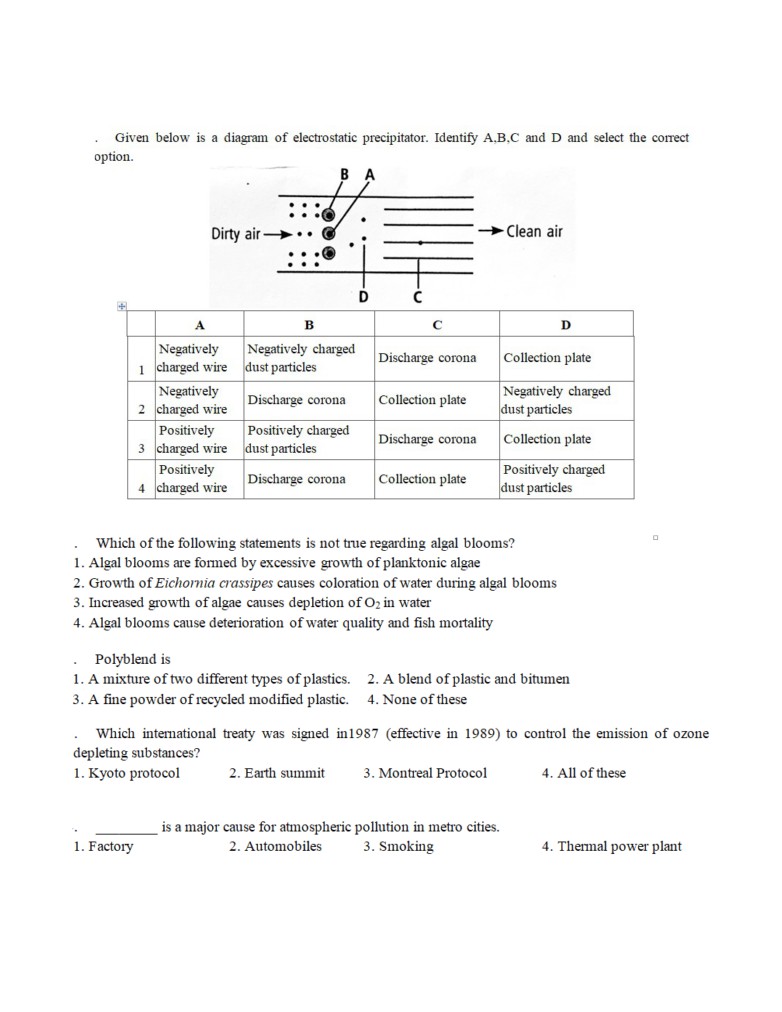 . Given below is a diagram of electrostatic precipitator. Identify A,B,C and D and select the correct
option.
B A
Dirty air
Clean air
D C
A B C D
1 Negatively charged wire Negatively charged dust particles Discharge corona Collection plate
2 Negatively charged wire Discharge corona Collection plate Negatively charged dust particles
3 Positively charged wire Positively charged dust particles Discharge corona Collection plate
4 Positively charged wire Discharge corona Collection plate Positively charged dust particles
. Which of the following statements is not true regarding algal blooms?
1. Algal blooms are formed by excessive growth of planktonic algae
2. Growth of Eichornia crassipes causes coloration of water during algal blooms
3. Increased growth of algae causes depletion of O2 in water
4. Algal blooms cause deterioration of water quality and fish mortality
. Polyblend is
1. A mixture of two different types of plastics. 2. A blend of plastic and bitumen
3. A fine powder of recycled modified plastic. 4. None of these
. Which international treaty was signed in1987 (effective in 1989) to control the emission of ozone
depleting substances?
1. Kyoto protocol 2. Earth summit 3. Montreal Protocol 4. All of these
. ________ is a major cause for atmospheric pollution in metro cities.
1. Factory 2. Automobiles 3. Smoking 4. Thermal power plant